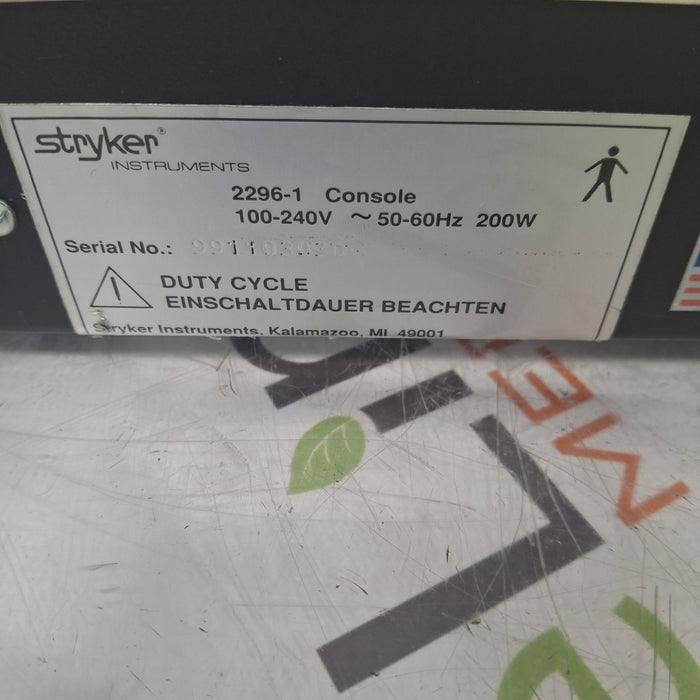 stryker®
INSTRUMENTS
2296-1 Console
100-240V ~ 50-60Hz 200W
Serial No.:
DUTY CYCLE
EINSCHALTDAUER BEACHTEN
Stryker Instruments, Kalamazoo, MI 49001
ME